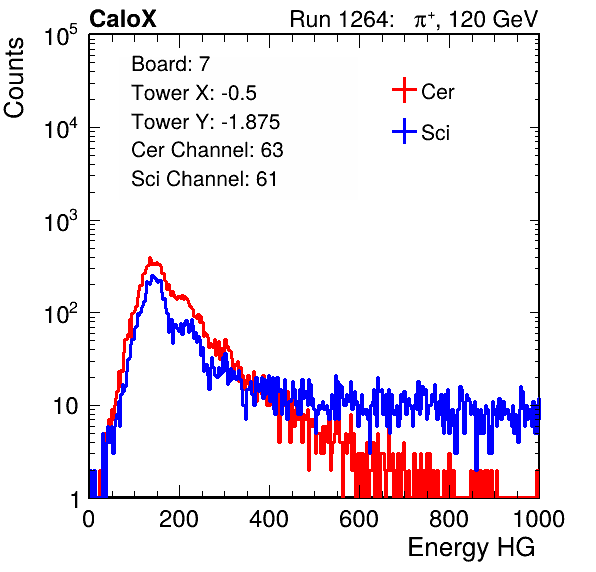 CaloX Run 1264: π⁺, 120 GeV
Counts
Board: 7
Tower X: -0.5
Tower Y: -1.875
Cer Channel: 63
Sci Channel: 61
Cer
Sci
10⁵
10⁴
10³
10²
10
1
0 200 400 600 800 1000
Energy HG